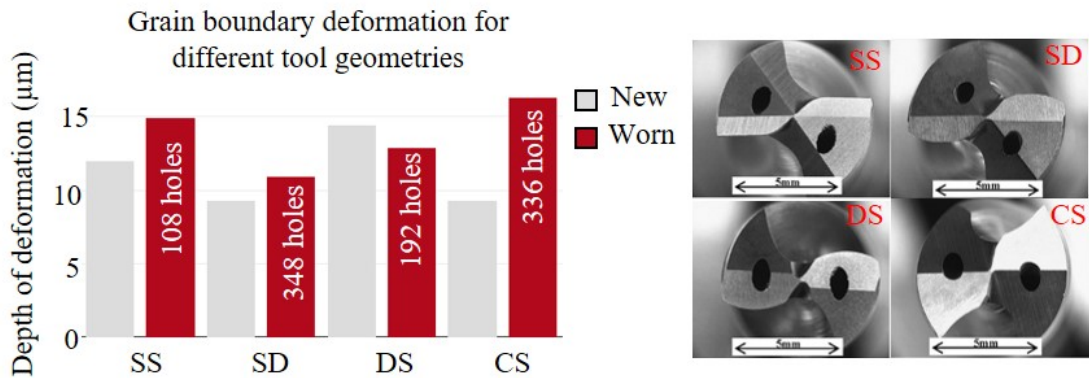 Grain boundary deformation for
different tool geometries
Depth of deformation (μm)
15
10
5
0
108 holes
348 holes
192 holes
336 holes
SS
SD
DS
CS
New
Worn
SS
5mm
SD
5mm
DS
5mm
CS
5mm